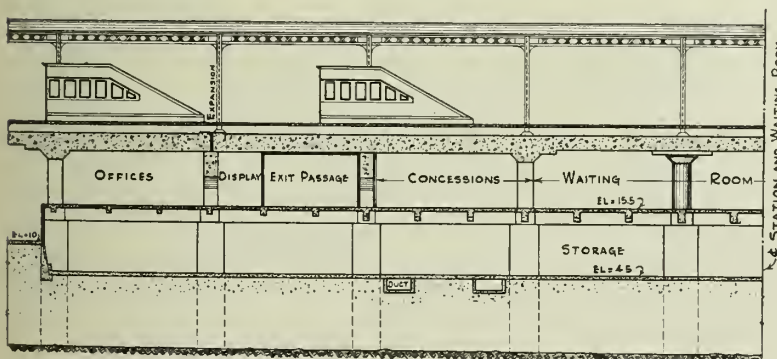 EXPANSION
OFFICES
DISPLAY
EXIT PASSAGE
CONCESSIONS
WAITING
ROOM
EL=15.5
EL=10
STORAGE
EL=4.5
DUCT
℄ STATION AND WAITING ROOM